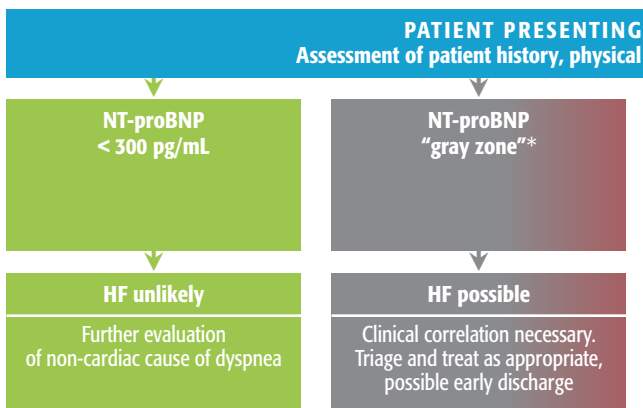 PATIENT PRESENTING
Assessment of patient history, physical
NT-proBNP
< 300 pg/mL
NT-proBNP
“gray zone”*
HF unlikely
Further evaluation
of non-cardiac cause of dyspnea
HF possible
Clinical correlation necessary.
Triage and treat as appropriate,
possible early discharge